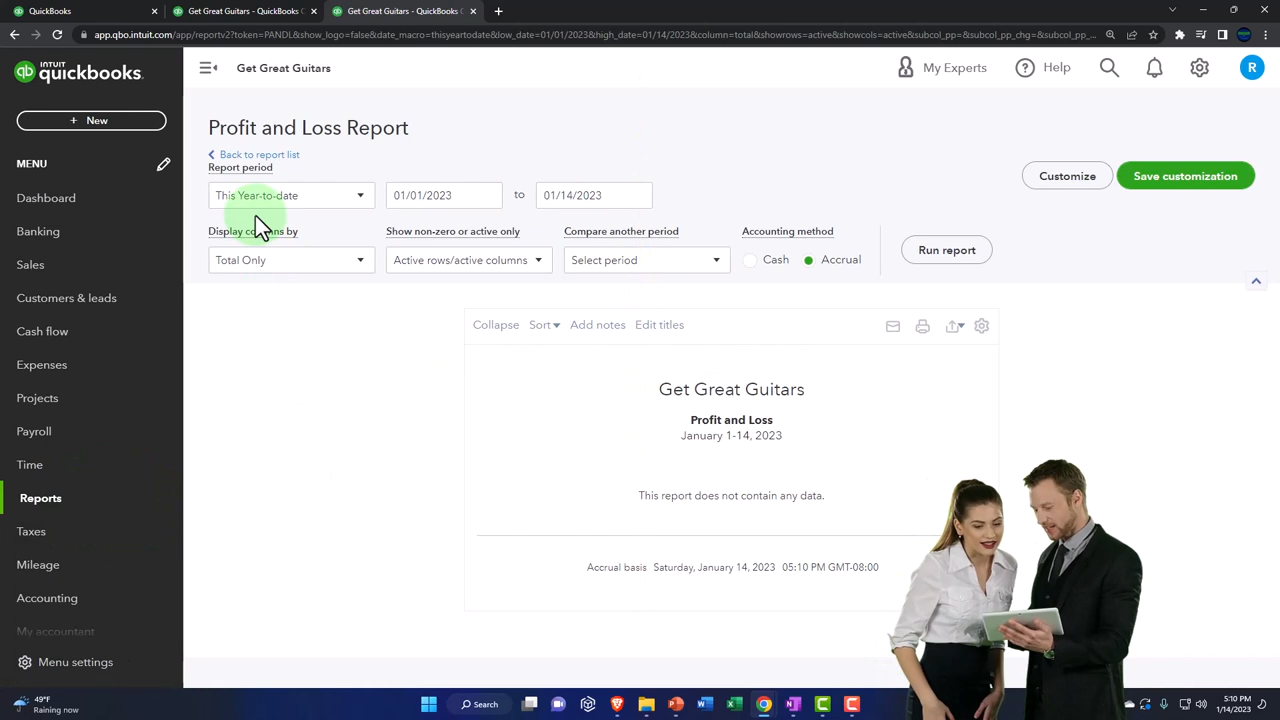 QuickBooks
Get Great Guitars - QuickBooks C
Get Great Guitars - QuickBooks C
app.qbo.intuit.com/app/reportv2?token=PANDL&show_logo=false&date_macro=thisyeartodate&low_date=01/01/2023&high_date=01/14/2023&column=total&showrows=active&showcols=active&subcol_pp=&subcol_pp_chg=&subcol_py=&subcol_py_
INTUIT
quickbooks.
Get Great Guitars
My Experts
Help
R
+ New
MENU
Dashboard
Banking
Sales
Customers & leads
Cash flow
Expenses
Projects
Payroll
Time
Reports
Taxes
Mileage
Accounting
My accountant
Menu settings
Profit and Loss Report
Back to report list
Report period
This Year-to-date
01/01/2023
to
01/14/2023
Customize
Save customization
Display columns by
Show non-zero or active only
Compare another period
Accounting method
Total Only
Active rows/active columns
Select period
Cash
Accrual
Run report
Collapse
Sort
Add notes
Edit titles
Get Great Guitars
Profit and Loss
January 1-14, 2023
This report does not contain any data.
Accrual basis Saturday, January 14, 2023 05:10 PM GMT-08:00
49°F
Raining now
Search
5:10 PM
1/14/2023